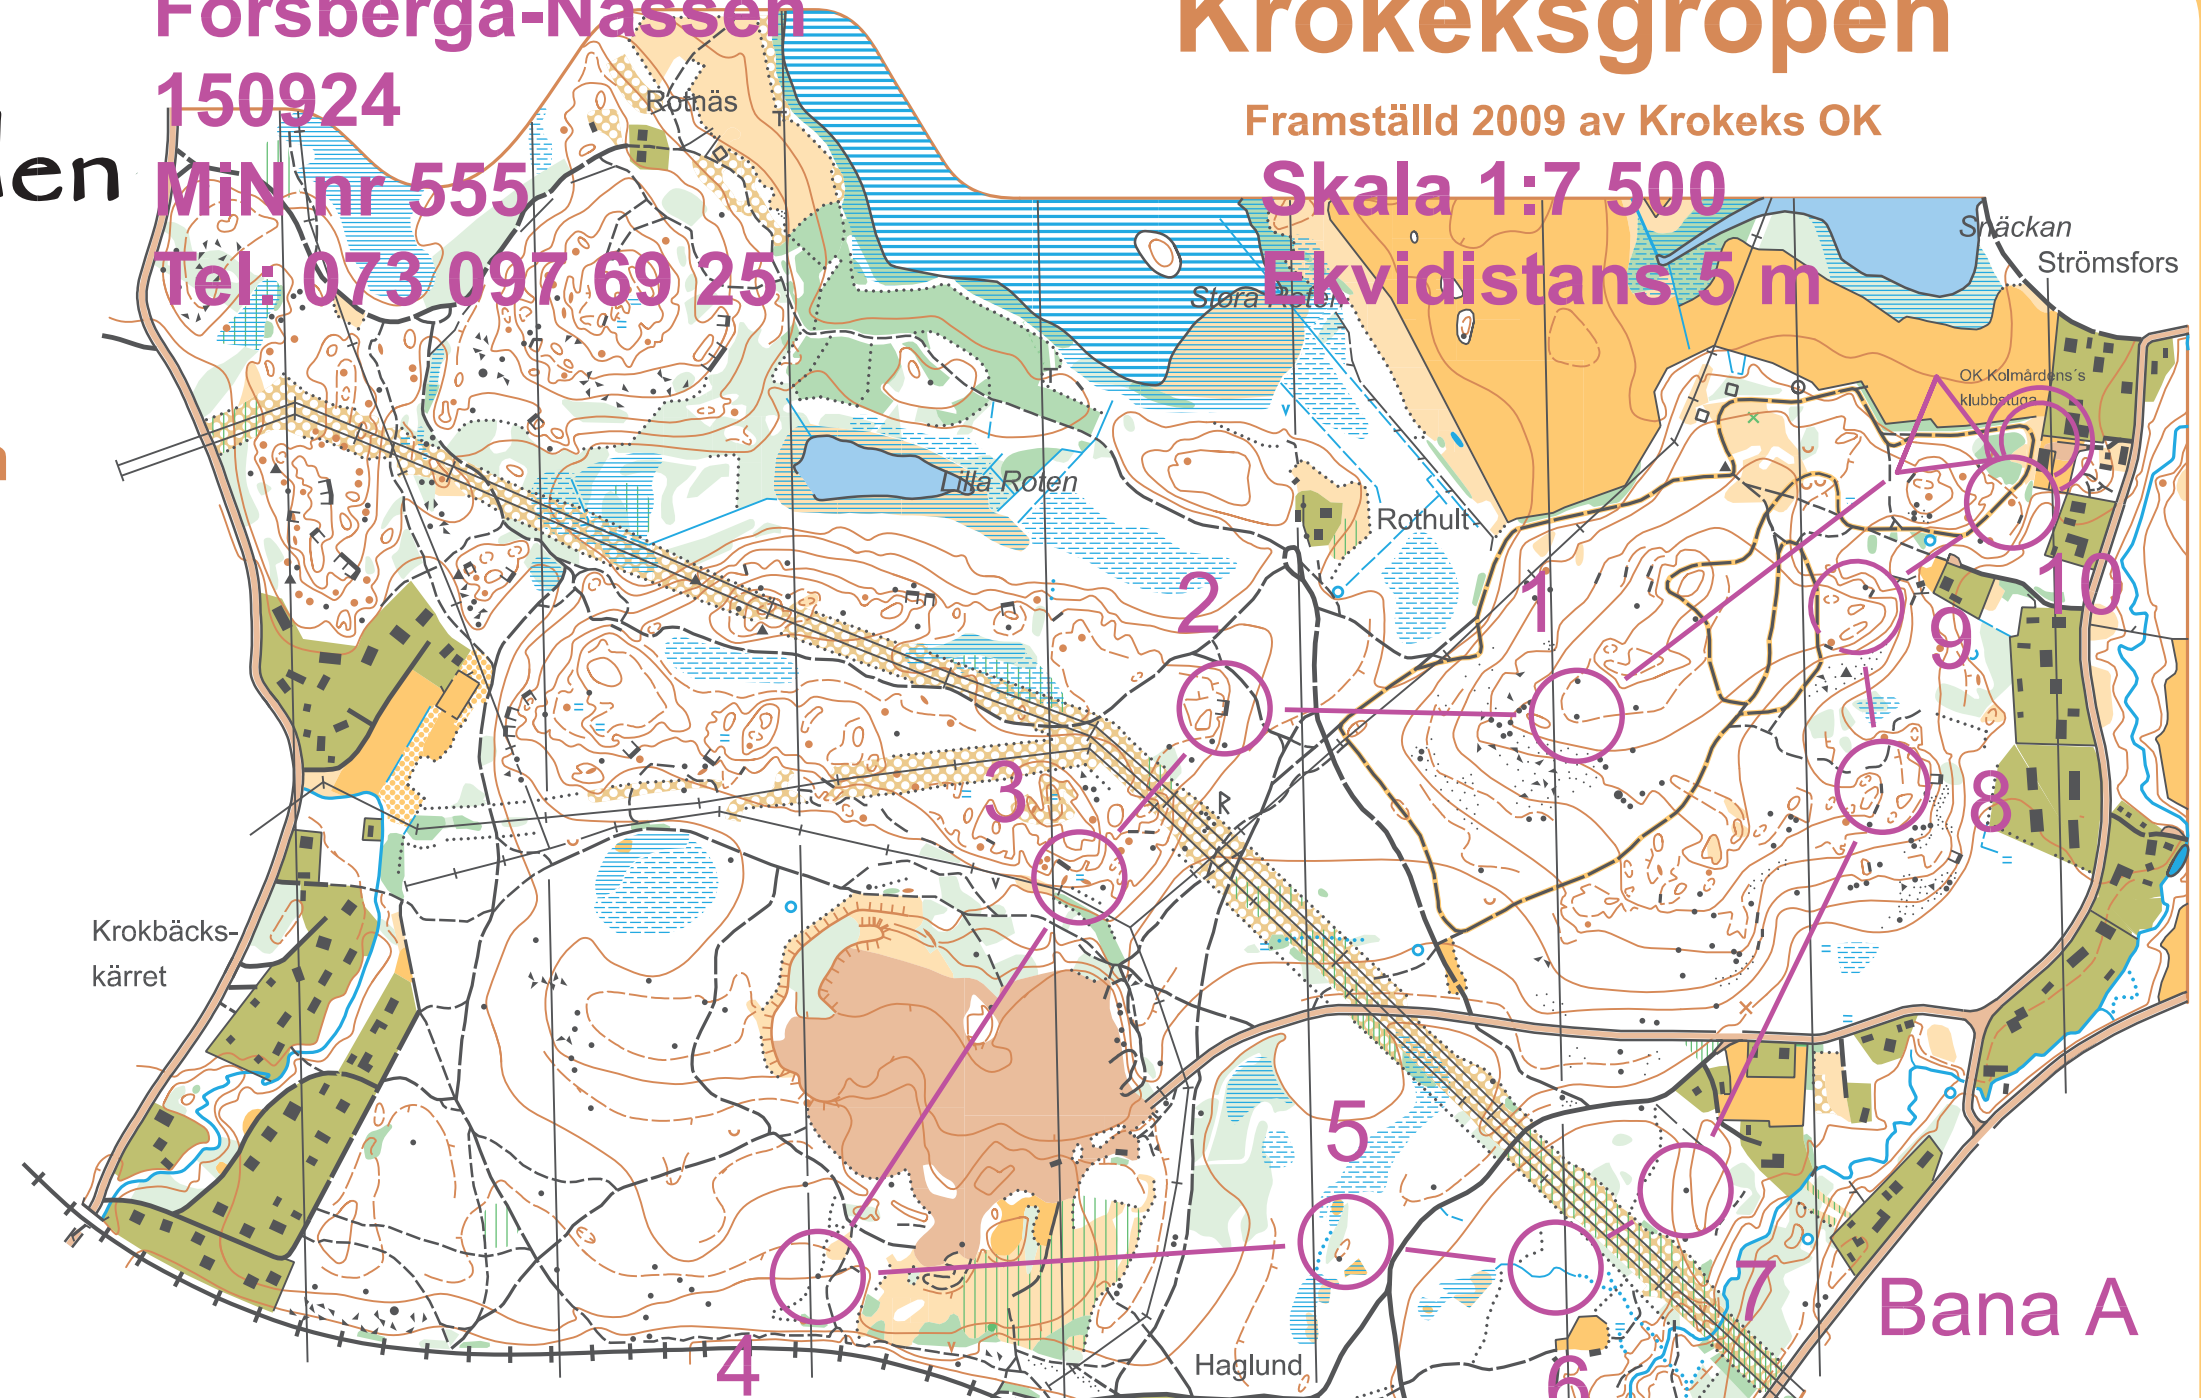 Forsberga-Nässen
150924
MiN nr 555
Tel: 073 097 69 25
Krokeksgropen
Framställd 2009 av Krokeks OK
Skala 1:7 500
Ekvidistans 5 m
Rotnäs
Snäckan
Strömsfors
Stora Roten
OK Kolmårdens´s
klubbstuga
Lilla Roten
Rothult
2
1
10
9
3
8
R
Krokbäcks-
kärret
5
7
Bana A
4
Haglund
6